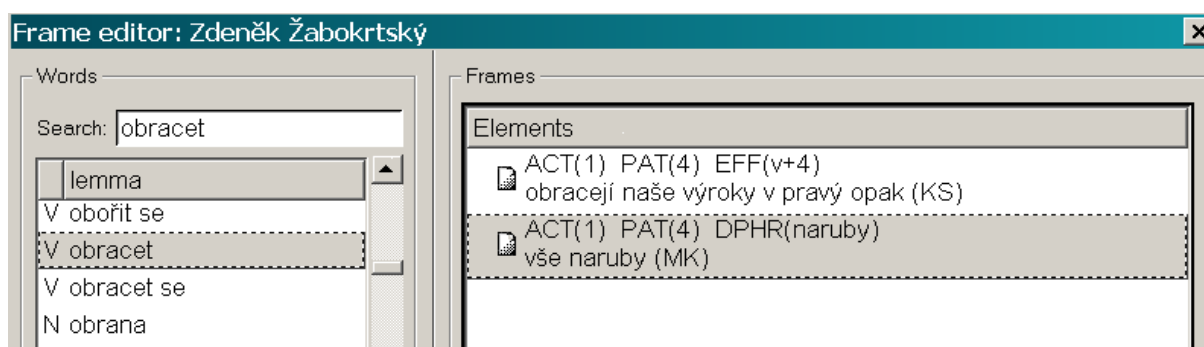 Frame editor: Zdeněk Žabokrtský
Words
Search: obracet
lemma
V obořit se
V obracet
V obracet se
N obrana
Frames
Elements
ACT(1) PAT(4) EFF(v+4)
obracejí naše výroky v pravý opak (KS)
ACT(1) PAT(4) DPHR(naruby)
vše naruby (MK)